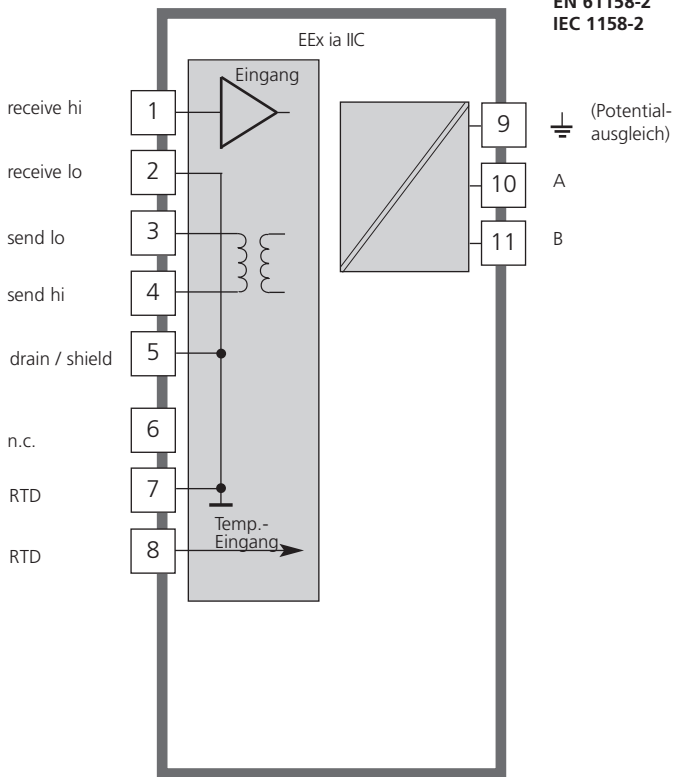 EN 61158-2
IEC 1158-2
EEx ia IIC
Eingang
receive hi
1
receive lo
2
send lo
3
send hi
4
drain / shield
5
n.c.
6
RTD
7
RTD
8
Temp.-
Eingang
9
(Potential-
ausgleich)
10
A
11
B